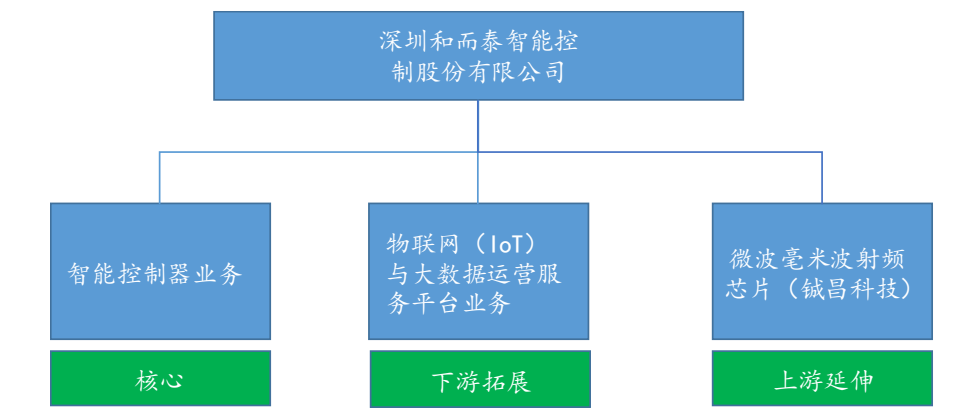 深圳和而泰智能控
制股份有限公司
智能控制器业务
物联网（IoT）
与大数据运营服
务平台业务
微波毫米波射频
芯片（铖昌科技）
核心
下游拓展
上游延伸